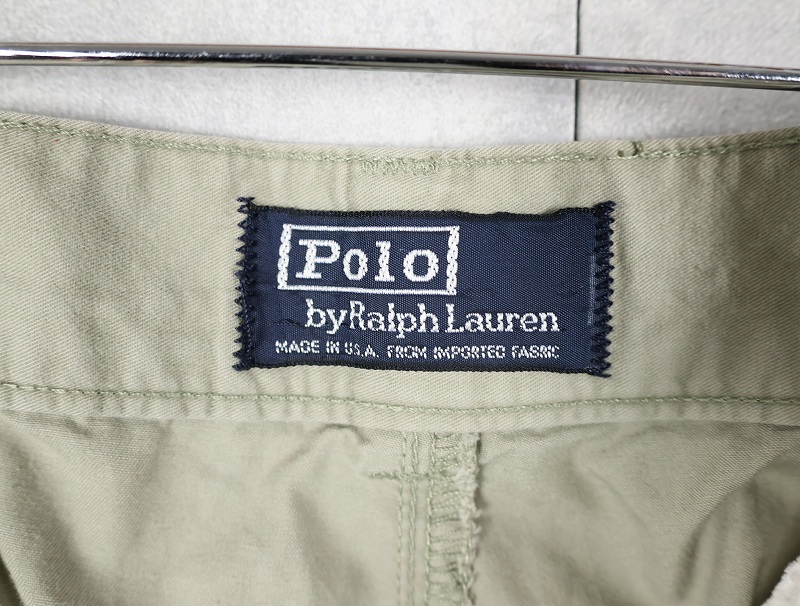 Polo
by Ralph Lauren
MADE IN U.S.A. FROM IMPORTED FABRIC